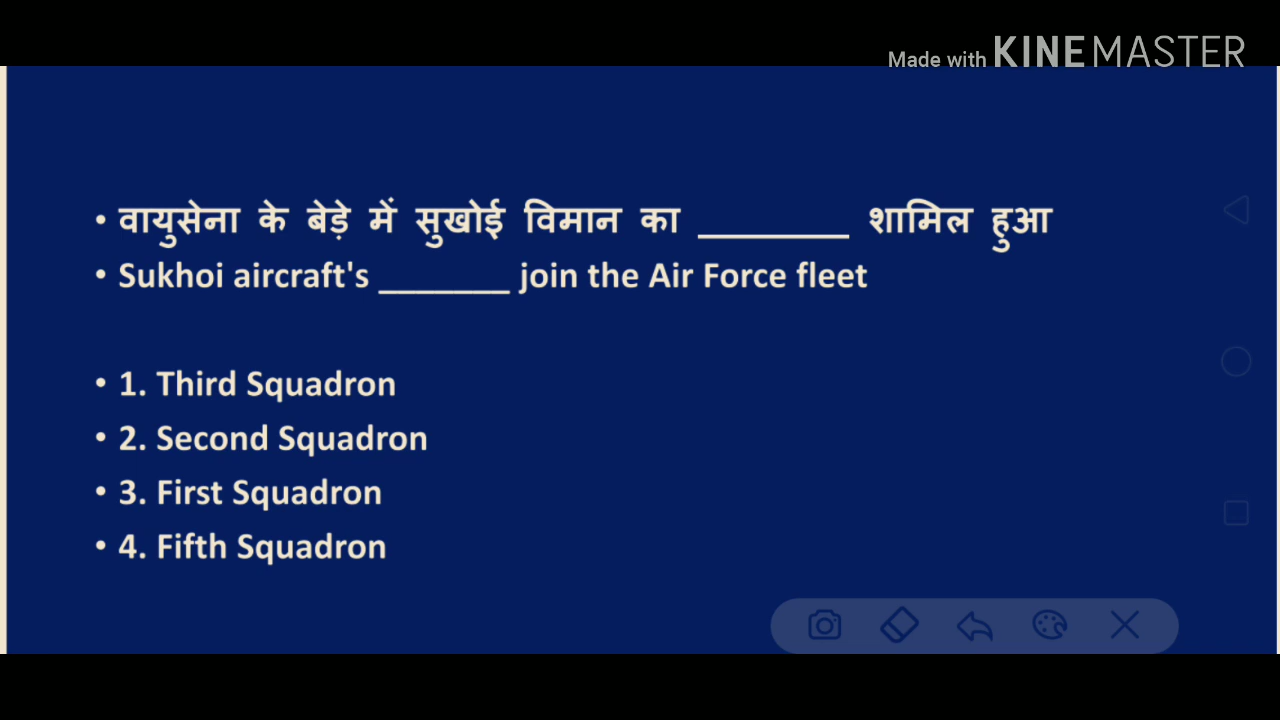 Made with KINEMASTER
• वायुसेना के बेड़े में सुखोई विमान का ________ शामिल हुआ
• Sukhoi aircraft's _______ join the Air Force fleet
• 1. Third Squadron
• 2. Second Squadron
• 3. First Squadron
• 4. Fifth Squadron